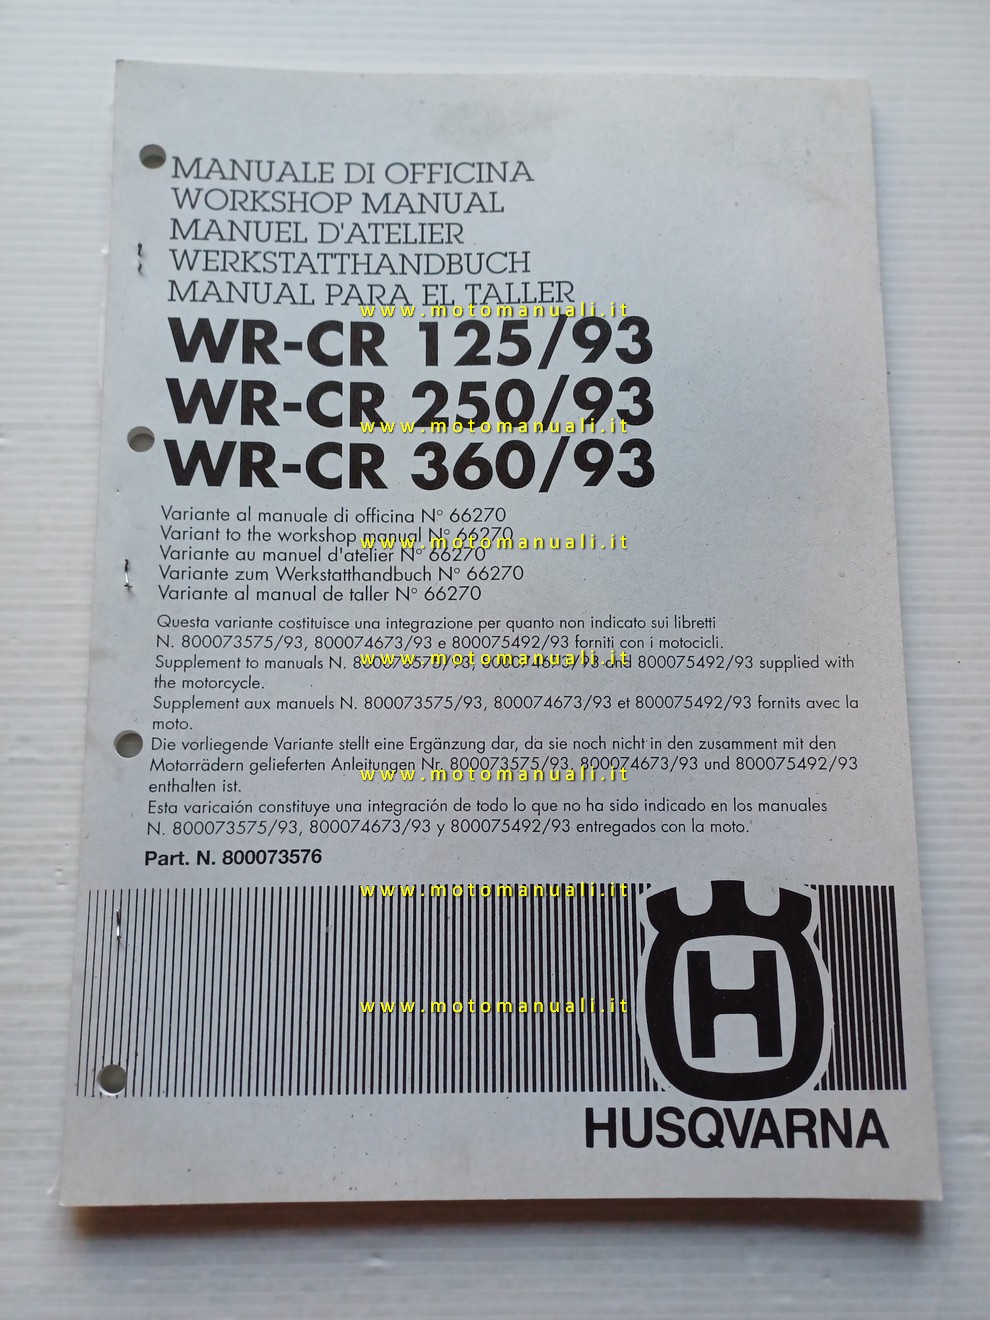 MANUALE DI OFFICINA
WORKSHOP MANUAL
MANUEL D'ATELIER
WERKSTATTHANDBUCH
MANUAL PARA EL TALLER
www.motomanuali.it
WR-CR 125/93
WR-CR 250/93
www.motomanuali.it
WR-CR 360/93
Variante al manuale di officina N° 66270
Variant to the workshop manual N° 66270
www.motomanuali.it
Variante au manuel d'atelier N° 66270
Variante zum Werkstatthandbuch N° 66270
Variante al manual de taller N° 66270
Questa variante costituisce una integrazione per quanto non indicato sui libretti
N. 800073575/93, 800074673/93 e 800075492/93 forniti con i motocicli.
Supplement to manuals N. 800073575/93, 800074673/93 and 800075492/93 supplied with
www.motomanuali.it
the motorcycle.
Supplement aux manuels N. 800073575/93, 800074673/93 et 800075492/93 fornits avec la
moto.
Die vorliegende Variante stellt eine Ergänzung dar, da sie noch nicht in den zusamment mit den
Motorrädern gelieferten Anleitungen Nr. 800073575/93, 800074673/93 und 800075492/93
www.motomanuali.it
enthalten ist.
Esta varicaión constituye una integración de todo lo que no ha sido indicado en los manuales
N. 800073575/93, 800074673/93 y 800075492/93 entregados con la moto.
Part. N. 800073576
www.motomanuali.it
H
www.motomanuali.it
HUSQVARNA